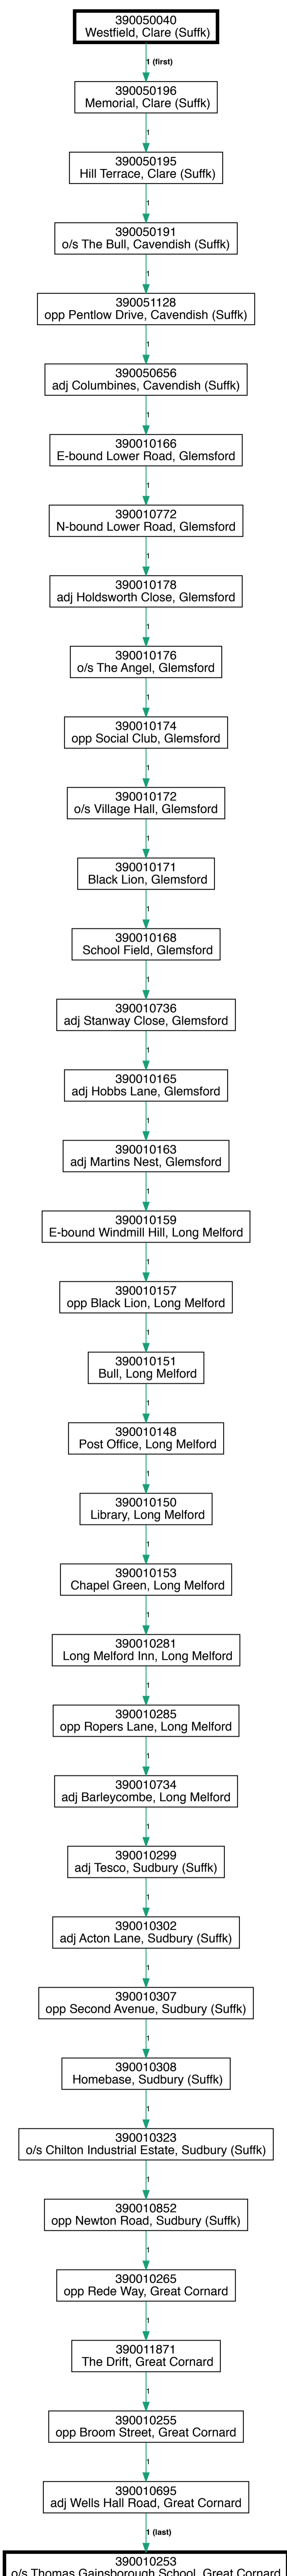 390050040
Westfield, Clare (Suffk)
1 (first)
390050196
Memorial, Clare (Suffk)
1
390050195
Hill Terrace, Clare (Suffk)
1
390050191
o/s The Bull, Cavendish (Suffk)
1
390051128
opp Pentlow Drive, Cavendish (Suffk)
1
390050656
adj Columbines, Cavendish (Suffk)
1
390010166
E-bound Lower Road, Glemsford
1
390010772
N-bound Lower Road, Glemsford
1
390010178
adj Holdsworth Close, Glemsford
1
390010176
o/s The Angel, Glemsford
1
390010174
opp Social Club, Glemsford
1
390010172
o/s Village Hall, Glemsford
1
390010171
Black Lion, Glemsford
1
390010168
School Field, Glemsford
1
390010736
adj Stanway Close, Glemsford
1
390010165
adj Hobbs Lane, Glemsford
1
390010163
adj Martins Nest, Glemsford
1
390010159
E-bound Windmill Hill, Long Melford
1
390010157
opp Black Lion, Long Melford
1
390010151
Bull, Long Melford
1
390010148
Post Office, Long Melford
1
390010150
Library, Long Melford
1
390010153
Chapel Green, Long Melford
1
390010281
Long Melford Inn, Long Melford
1
390010285
opp Ropers Lane, Long Melford
1
390010734
adj Barleycombe, Long Melford
1
390010299
adj Tesco, Sudbury (Suffk)
1
390010302
adj Acton Lane, Sudbury (Suffk)
1
390010307
opp Second Avenue, Sudbury (Suffk)
1
390010308
Homebase, Sudbury (Suffk)
1
390010323
o/s Chilton Industrial Estate, Sudbury (Suffk)
1
390010852
opp Newton Road, Sudbury (Suffk)
1
390010265
opp Rede Way, Great Cornard
1
390011871
The Drift, Great Cornard
1
390010255
opp Broom Street, Great Cornard
1
390010695
adj Wells Hall Road, Great Cornard
1 (last)
390010253
o/s Thomas Gainsborough School, Great Cornard